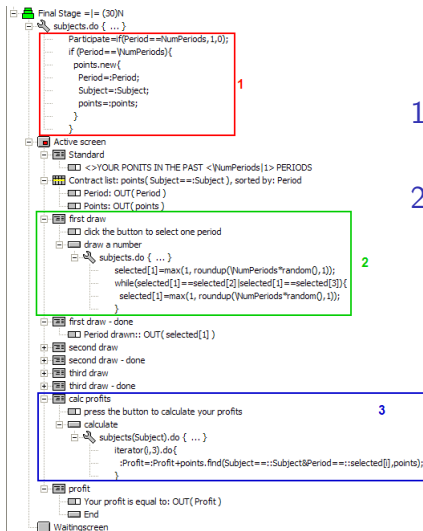 Final Stage =|= (30)N
subjects.do { ... }
Participate=if(Period==NumPeriods,1,0);
if (Period==\NumPeriods){
points.new{
Period=:Period;
Subject=:Subject;
points=:points;
}
}
1
Active screen
Standard
<>YOUR PONITS IN THE PAST <\NumPeriods|1> PERIODS
Contract list: points( Subject==:Subject ), sorted by: Period
Period: OUT( Period )
Points: OUT( points )
first draw
click the button to select one period
draw a number
subjects.do { ... }
selected[1]=max(1, roundup(\NumPeriods*random(),1));
while(selected[1]==selected[2]|selected[1]==selected[3]){
selected[1]=max(1, roundup(\NumPeriods*random(),1));
}
2
first draw - done
Period drawn:: OUT( selected[1] )
second draw
second draw - done
third draw
third draw - done
calc profits
press the button to calculate your profits
calculate
subjects(Subject).do { ... }
iterator(i,3).do{
:Profit=:Profit+points.find(Subject==::Subject&Period==::selected[i],points);
}
3
profit
Your profit is equal to: OUT( Profit )
End
Waitingscreen
1
2